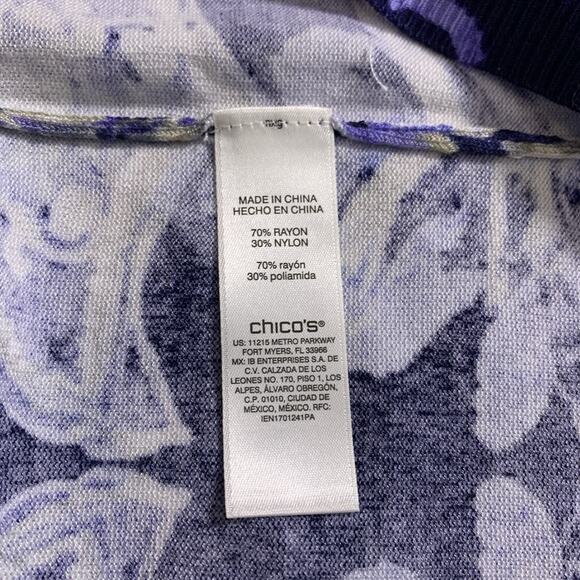 MADE IN CHINA
HECHO EN CHINA
70% RAYON
30% NYLON
70% rayón
30% poliamida
chico's®
US: 11215 METRO PARKWAY
FORT MYERS, FL 33966
MX: IB ENTERPRISES S.A. DE
C.V. CALZADA DE LOS
LEONES NO. 170, PISO 1, LOS
ALPES, ÁLVARO OBREGÓN,
C.P. 01010, CIUDAD DE
MÉXICO, MÉXICO. RFC:
IEN1701241PA